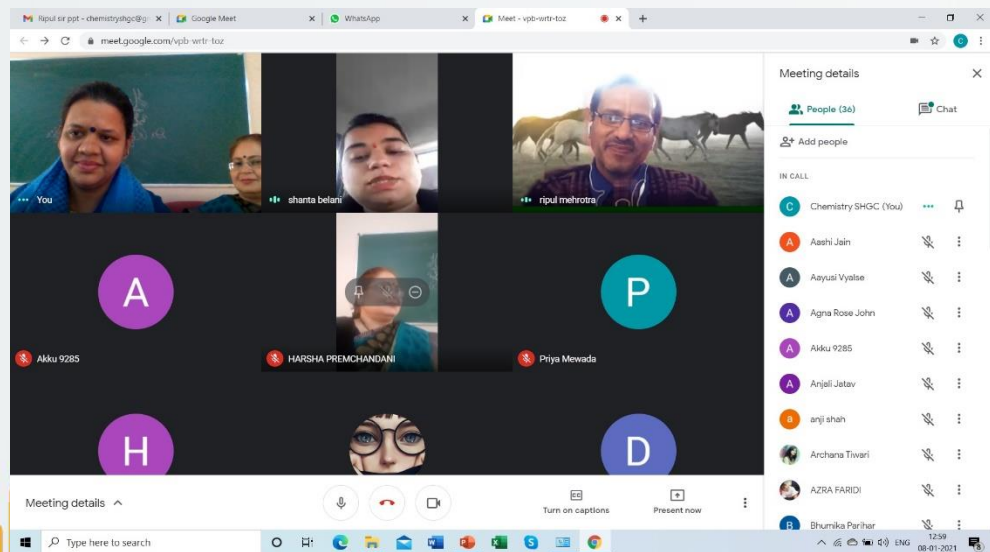 Ripul sir ppt - chemistryshgc@g
Google Meet
WhatsApp
Meet - vpb-wrtr-toz
meet.google.com/vpb-wrtr-toz
C
You
shanta belani
ripul mehrotra
A
Akku 9285
HARSHA PREMCHANDANI
P
Priya Mewada
H
D
Meeting details
People (36)
Chat
Add people
IN CALL
C Chemistry SHGC (You)
A Aashi Jain
A Aayusi Vyalse
A Agna Rose John
A Akku 9285
A Anjali Jatav
a anji shah
Archana Tiwari
AZRA FARIDI
B Bhumika Parihar
Meeting details
CC
Turn on captions
Present now
Type here to search
ENG
12:59
08-01-2021